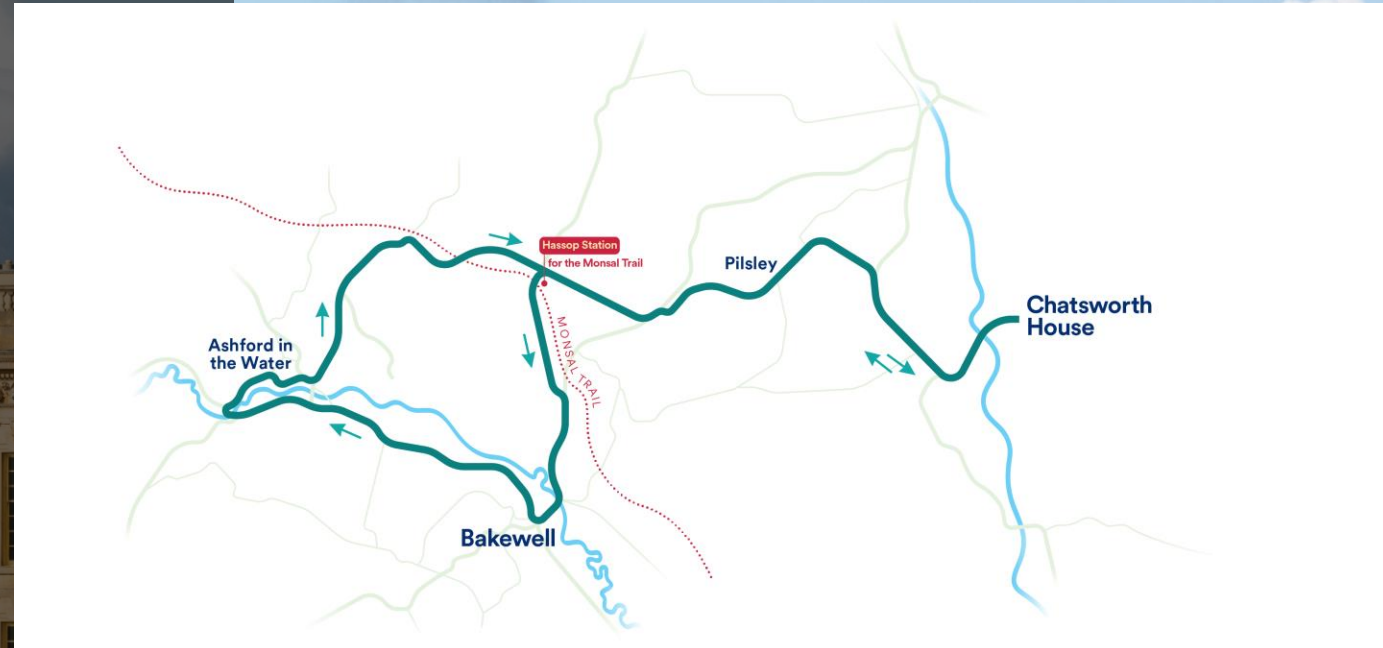 Hassop Station
for the Monsal Trail
Pilsley
Chatsworth
House
Ashford in
the Water
MONSAL TRAIL
Bakewell